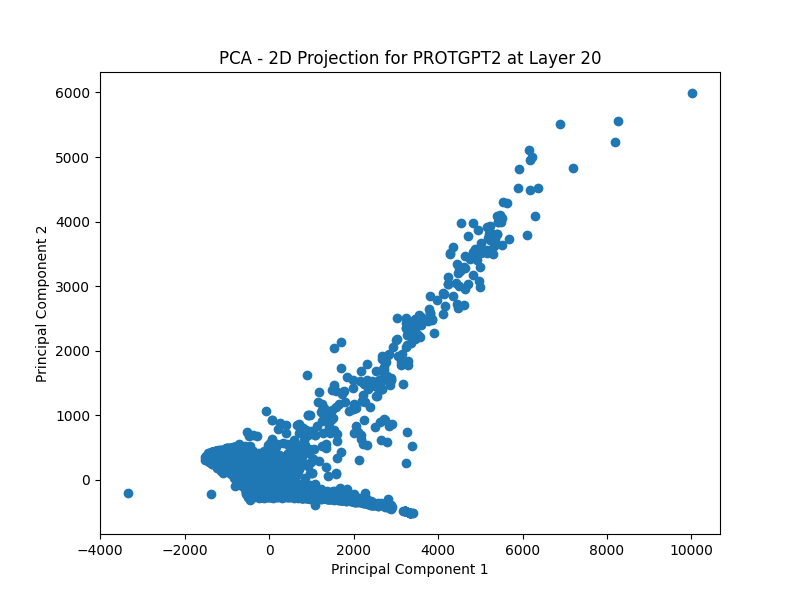 PCA - 2D Projection for PROTGPT2 at Layer 20
6000
5000
4000
3000
2000
1000
0
Principal Component 2
−4000 −2000 0 2000 4000 6000 8000 10000
Principal Component 1